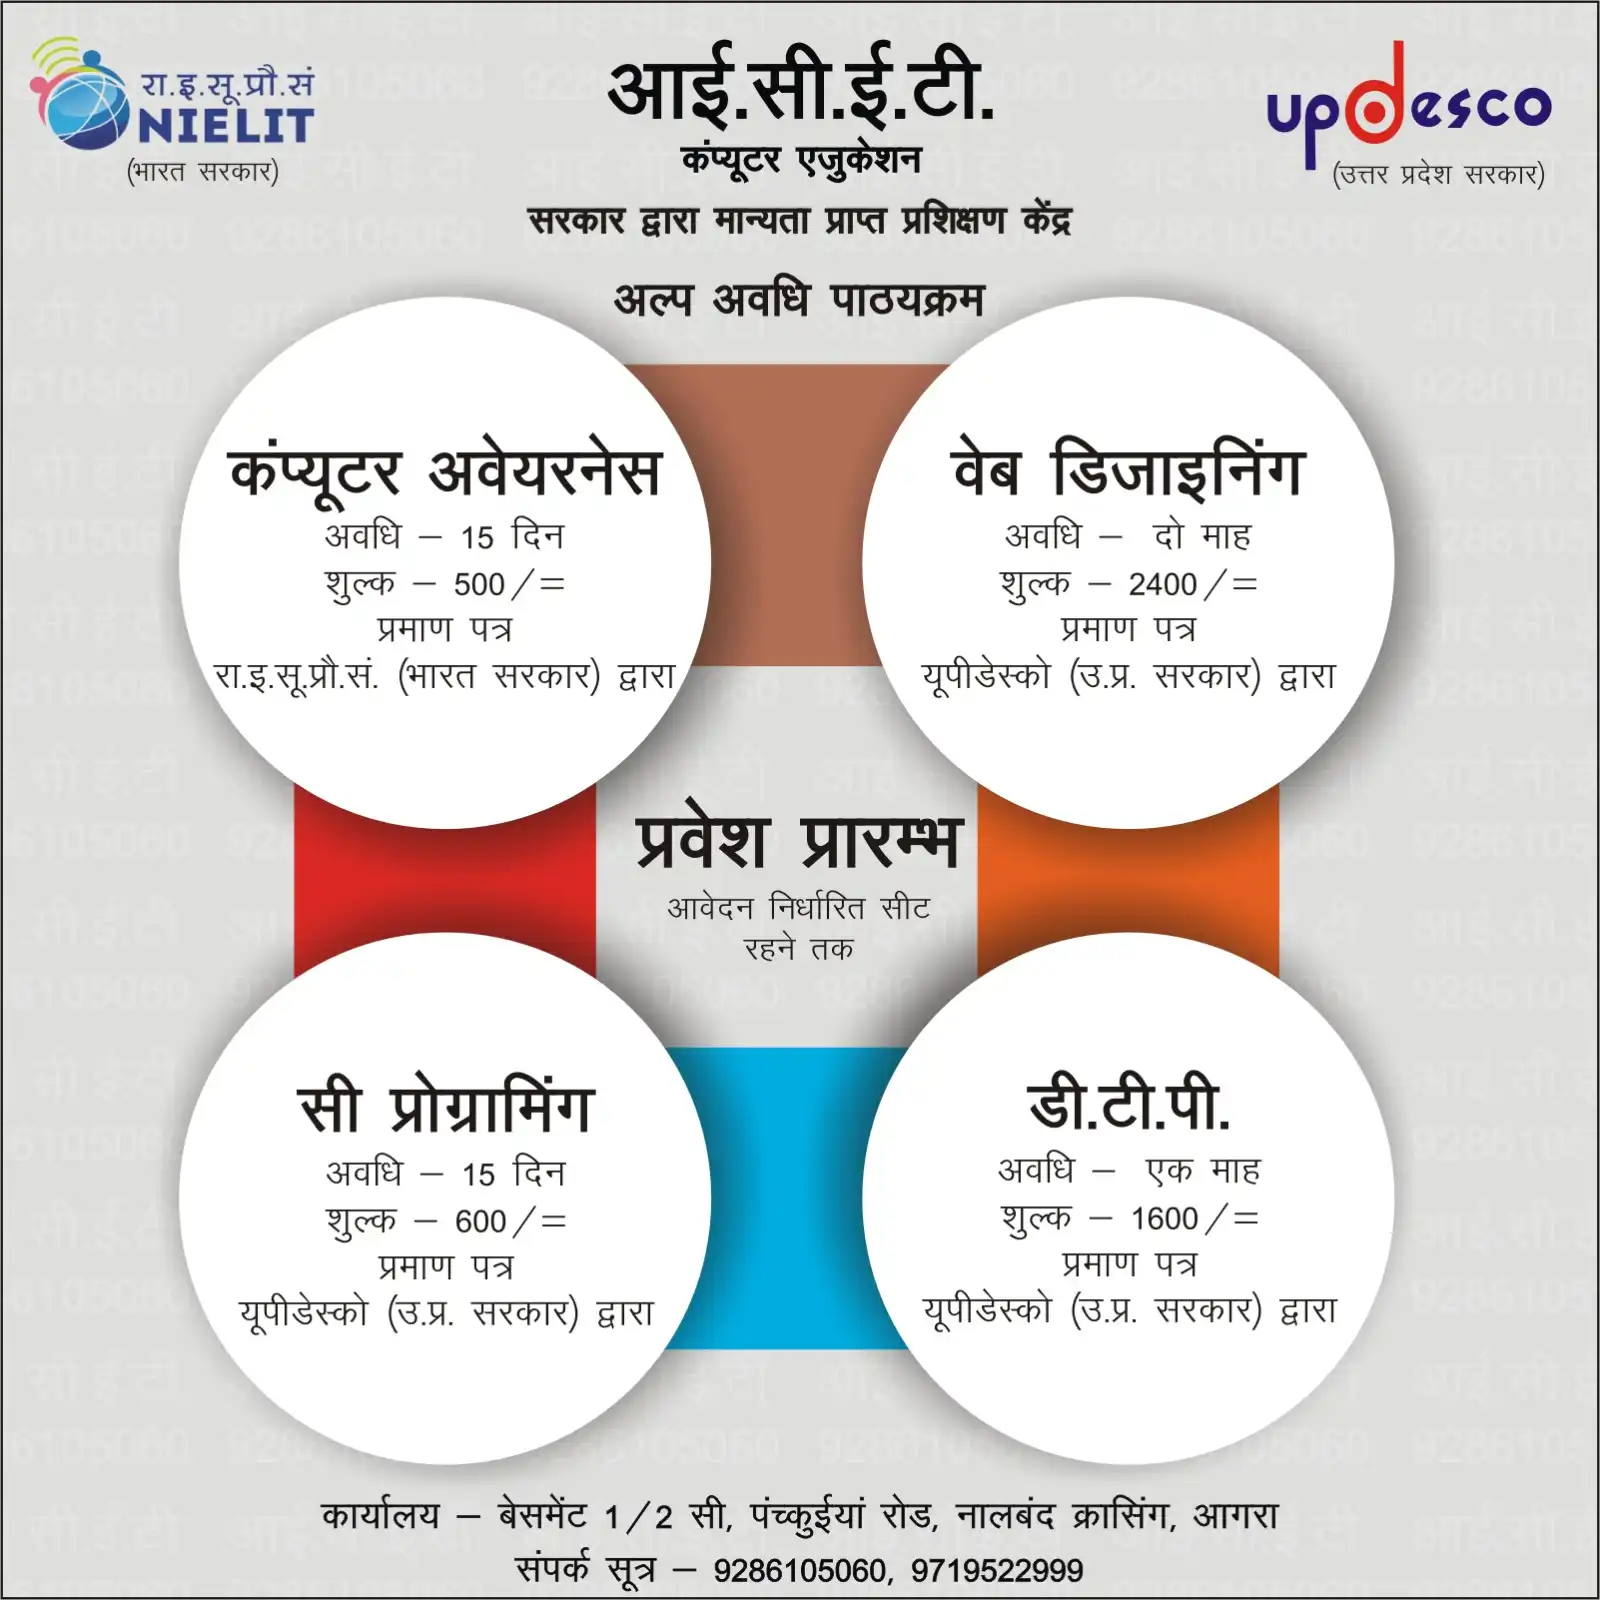 रा.इ.सू.प्रौ.सं
NIELIT
(भारत सरकार)
आई.सी.ई.टी.
कंप्यूटर एजुकेशन
सरकार द्वारा मान्यता प्राप्त प्रशिक्षण केंद्र
updesco
(उत्तर प्रदेश सरकार)
अल्प अवधि पाठयक्रम
कंप्यूटर अवेयरनेस
अवधि – 15 दिन
शुल्क – 500/=
प्रमाण पत्र
रा.इ.सू.प्रौ.सं. (भारत सरकार) द्वारा
वेब डिजाइनिंग
अवधि – दो माह
शुल्क – 2400/=
प्रमाण पत्र
यूपीडेस्को (उ.प्र. सरकार) द्वारा
प्रवेश प्रारम्भ
आवेदन निर्धारित सीट
रहने तक
सी प्रोग्रामिंग
अवधि – 15 दिन
शुल्क – 600/=
प्रमाण पत्र
यूपीडेस्को (उ.प्र. सरकार) द्वारा
डी.टी.पी.
अवधि – एक माह
शुल्क – 1600/=
प्रमाण पत्र
यूपीडेस्को (उ.प्र. सरकार) द्वारा
कार्यालय – बेसमेंट 1/2 सी, पंच्कुईयां रोड, नालबंद क्रासिंग, आगरा
संपर्क सूत्र – 9286105060, 9719522999